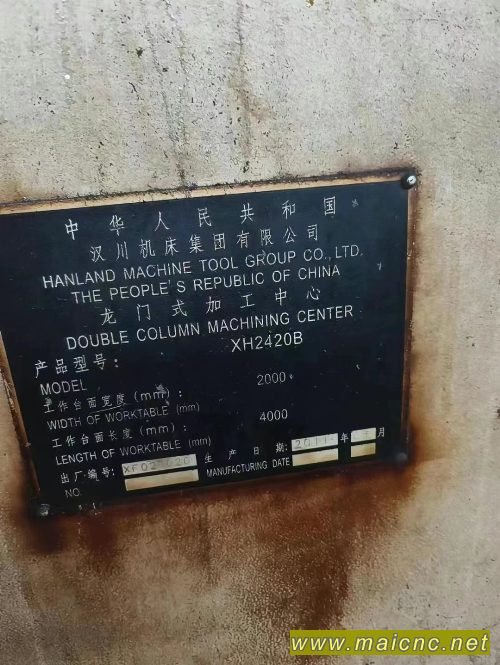 中华人民共和国
汉川机床集团有限公司
HANLAND MACHINE TOOL GROUP CO., LTD.
THE PEOPLE'S REPUBLIC OF CHINA
龙门式加工中心
DOUBLE COLUMN MACHINING CENTER
产品型号: XH2420B
MODEL
工作台面宽度(mm): 2000
WIDTH OF WORKTABLE (mm)
工作台面长度(mm): 4000
LENGTH OF WORKTABLE (mm)
出厂编号: 生产日期: 2011 年 月
NO. MANUFACTURING DATE
www.maicnc.net